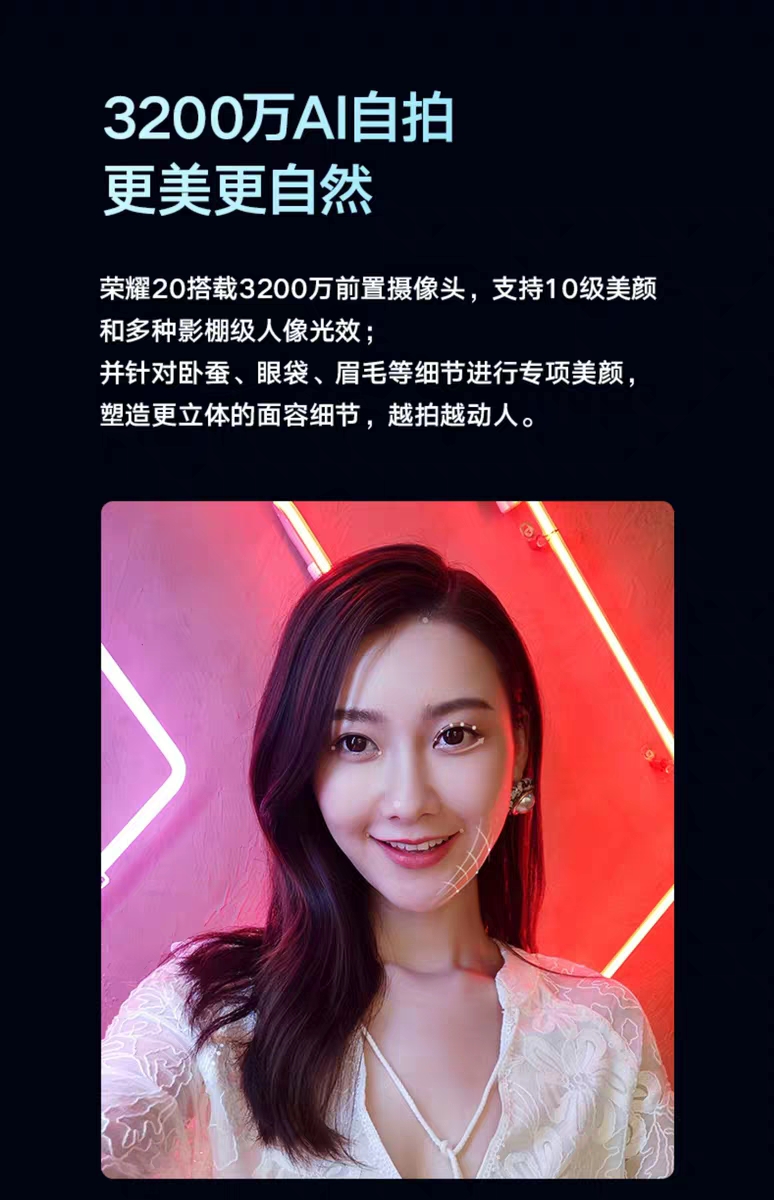 3200万AI自拍
更美更自然
荣耀20搭载3200万前置摄像头，支持10级美颜
和多种影棚级人像光效；
并针对卧蚕、眼袋、眉毛等细节进行专项美颜，
塑造更立体的面容细节，越拍越动人。